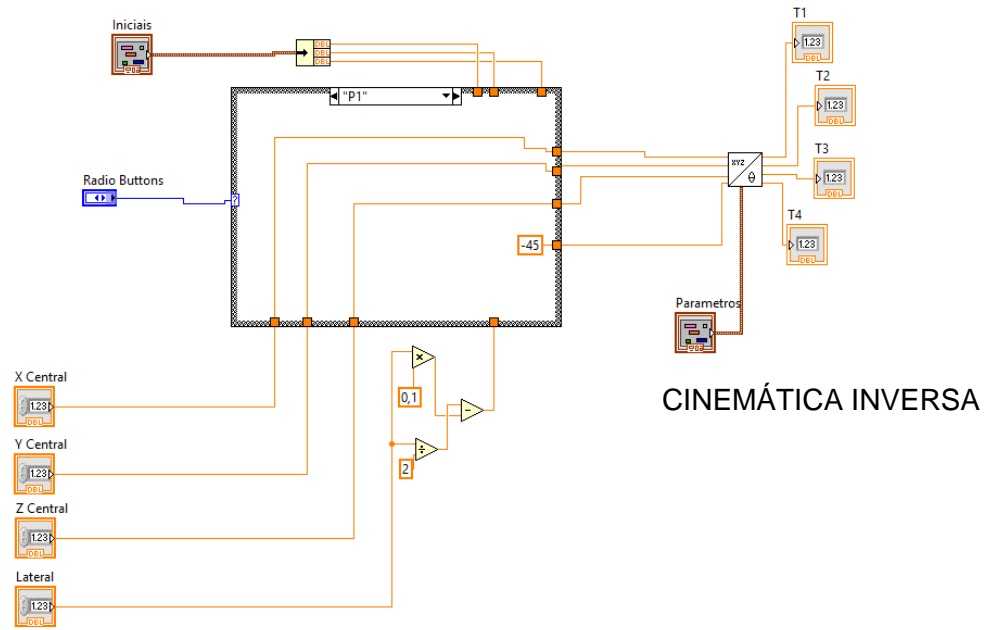 T1
Iniciais
DBL
DBL
DBL
1.23
DBL
"P1"
T2
1.23
DBL
T3
XYZ
θ
1.23
DBL
Radio Buttons
?
T4
-45
1.23
DBL
Parametros
X Central
×
1.23
DBL
0,1
CINEMÁTICA INVERSA
-
Y Central
÷
1.23
DBL
2
Z Central
1.23
DBL
Lateral
1.23
DBL